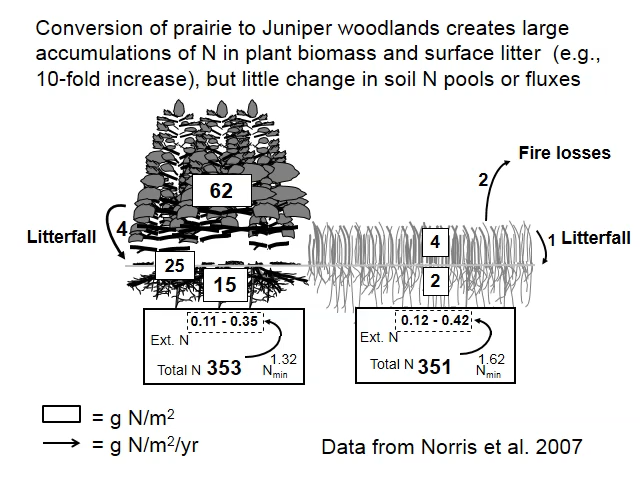 Conversion of prairie to Juniper woodlands creates large
accumulations of N in plant biomass and surface litter (e.g.,
10-fold increase), but little change in soil N pools or fluxes
Fire losses
2
62
4
Litterfall
4
1 Litterfall
25
15
2
0.11 - 0.35
Ext. N
Total N 353
1.32
Nmin
0.12 - 0.42
Ext. N
Total N 351
1.62
Nmin
= g N/m2
= g N/m2/yr
Data from Norris et al. 2007